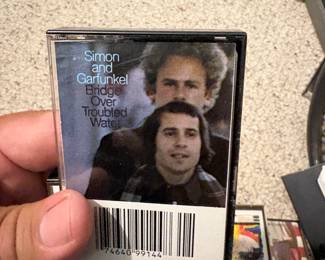 Simon
and
Garfunkel
Bridge
Over
Troubled
Water
74640 99144